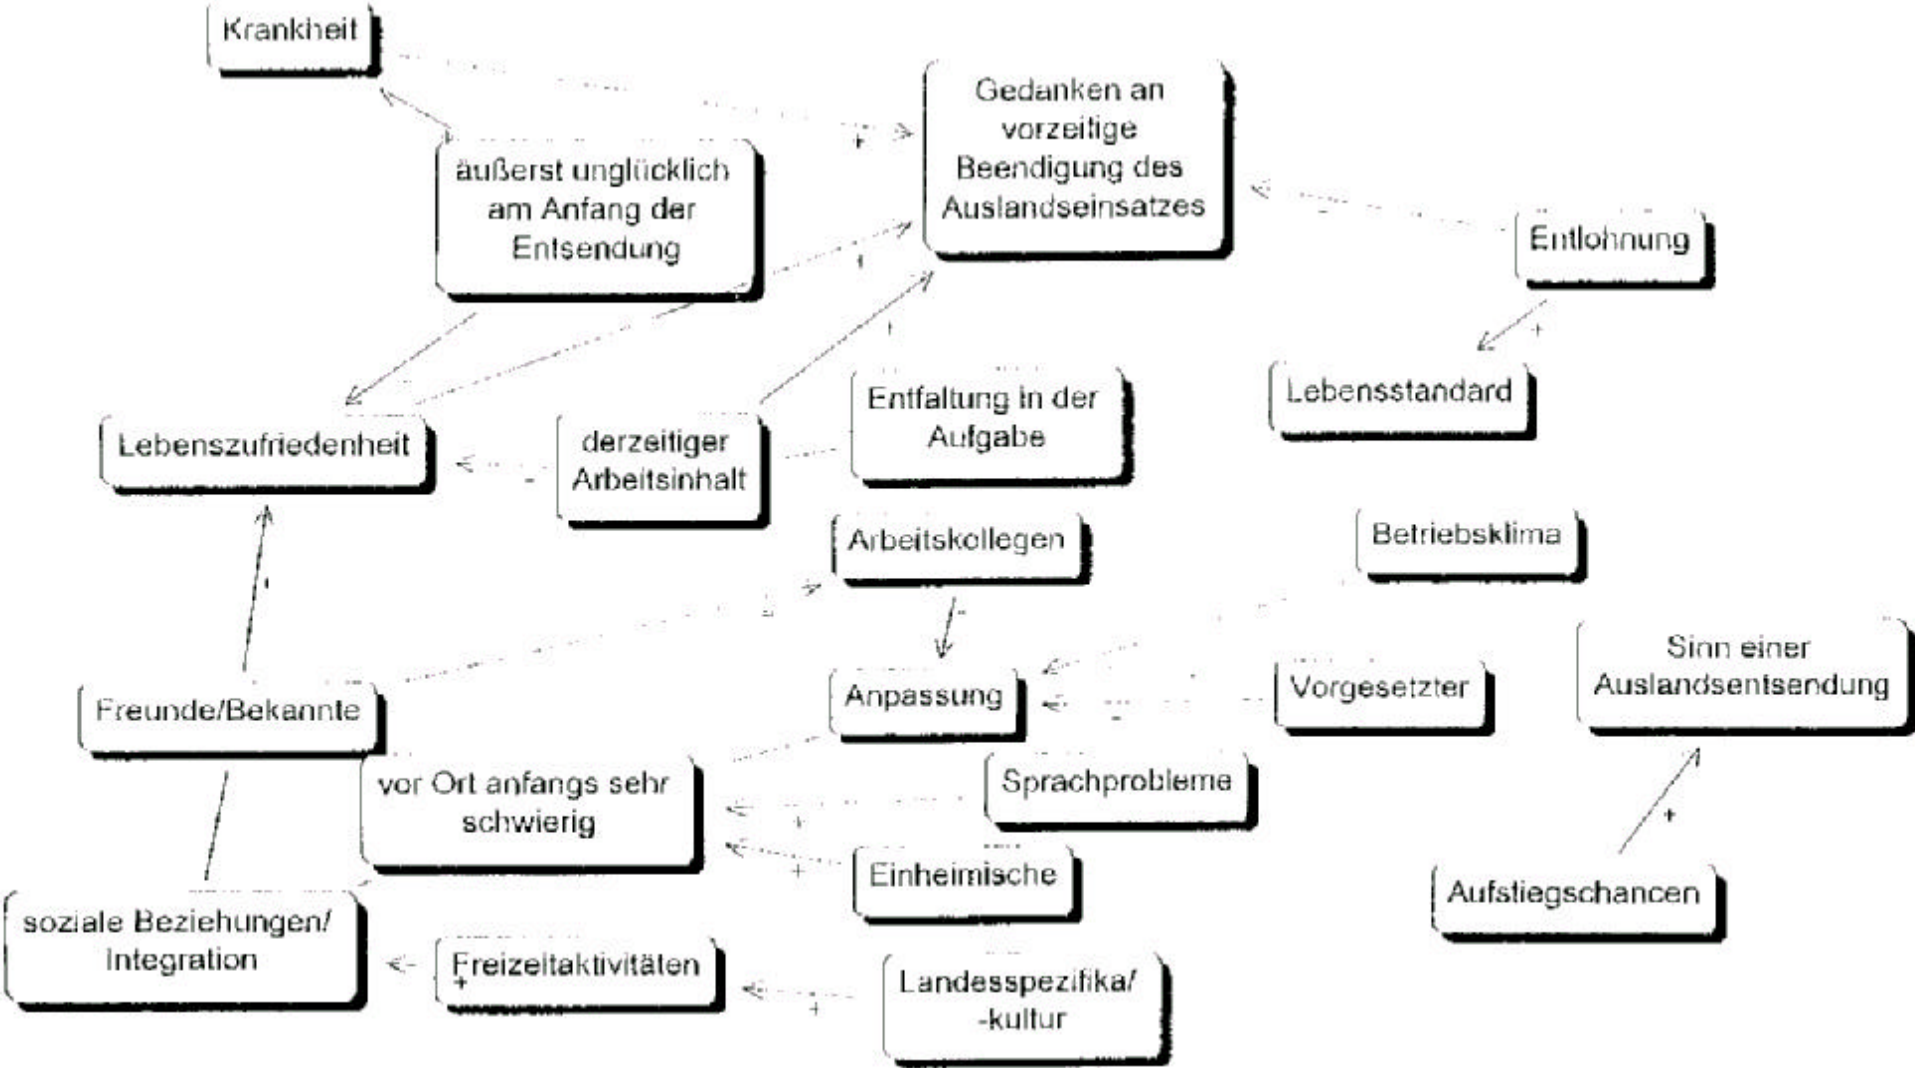 Krankheit
Gedanken an
vorzeitige
Beendigung des
Auslandseinsatzes
äußerst unglücklich
am Anfang der
Entsendung
Entlohnung
Lebensstandard
Lebenszufriedenheit
derzeitiger
Arbeitsinhalt
Entfaltung in der
Aufgabe
Arbeitskollegen
Betriebsklima
Sinn einer
Auslandsentsendung
Freunde/Bekannte
Anpassung
Vorgesetzter
vor Ort anfangs sehr
schwierig
Sprachprobleme
Einheimische
Aufstiegschancen
soziale Beziehungen/
Integration
Freizeitaktivitäten
Landesspezifika/
-kultur